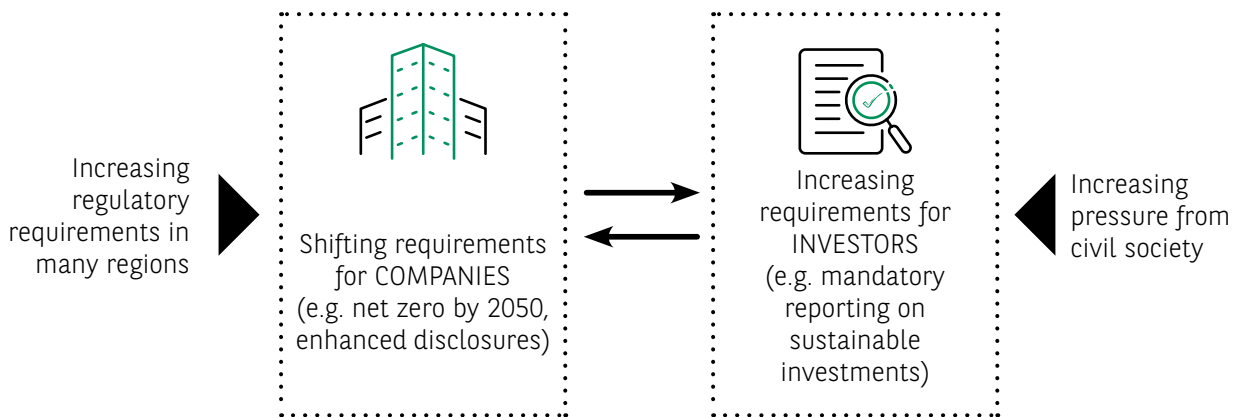 Increasing
regulatory
requirements in
many regions
Shifting requirements
for COMPANIES
(e.g. net zero by 2050,
enhanced disclosures)
Increasing
requirements for
INVESTORS
(e.g. mandatory
reporting on
sustainable
investments)
Increasing
pressure from
civil society